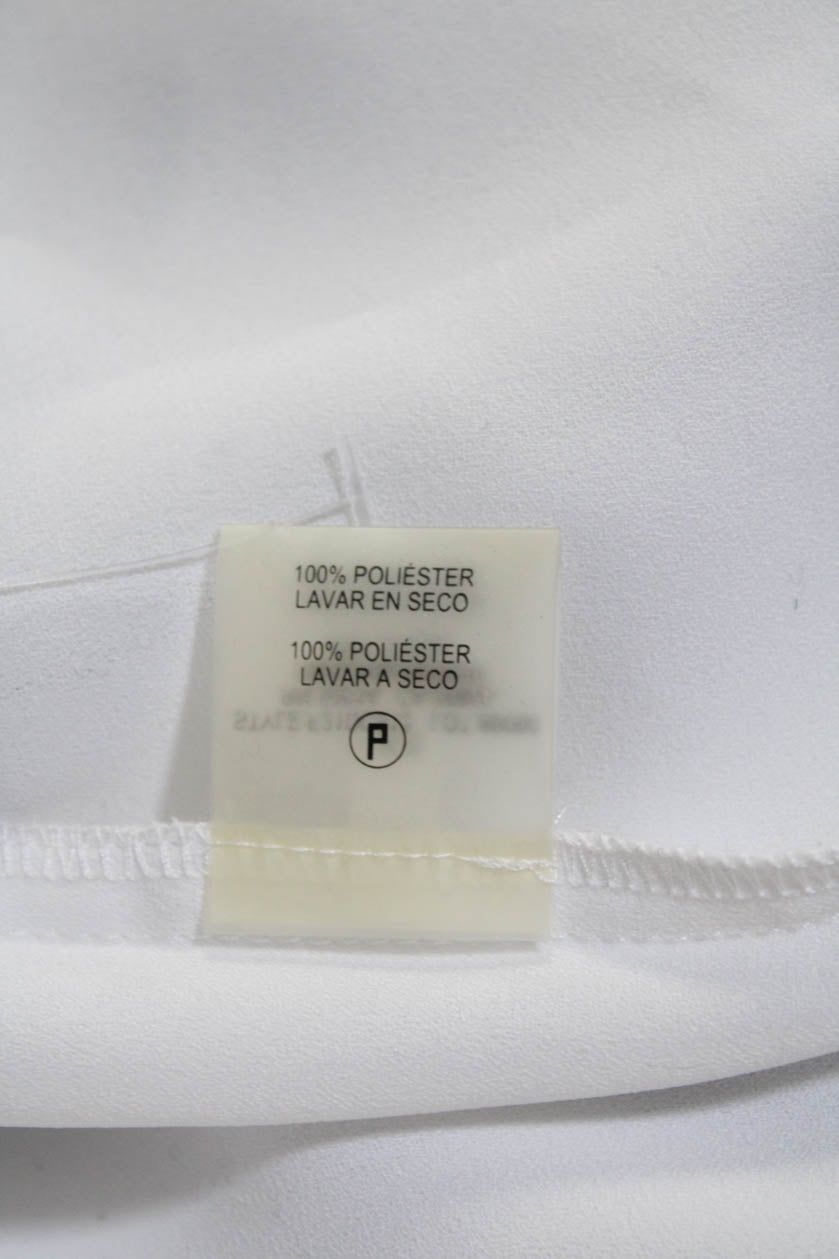 100% POLIÉSTER
LAVAR EN SECO
100% POLIÉSTER
LAVAR A SECO
P